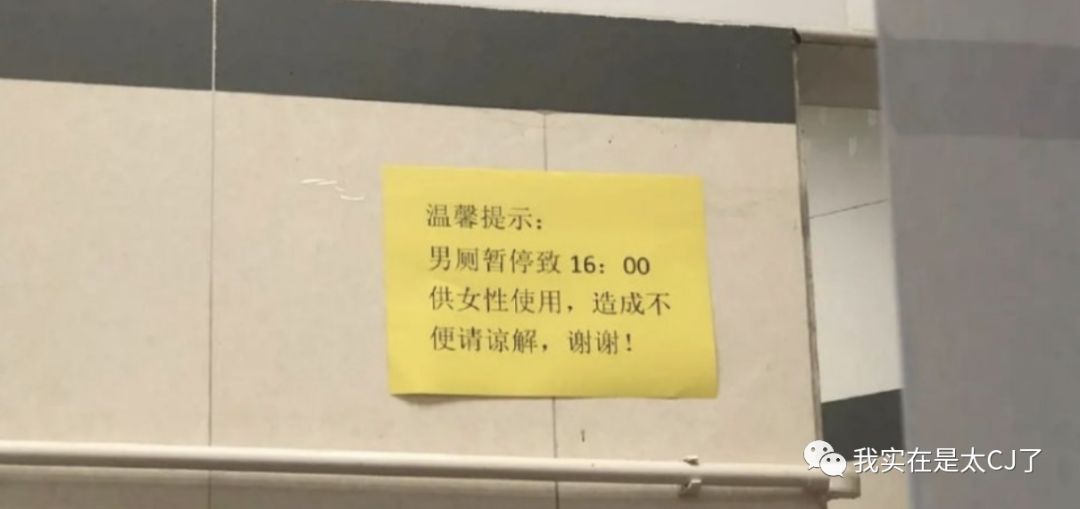 温馨提示：
男厕暂停致 16：00
供女性使用，造成不
便请谅解，谢谢！
我实在是太CJ了